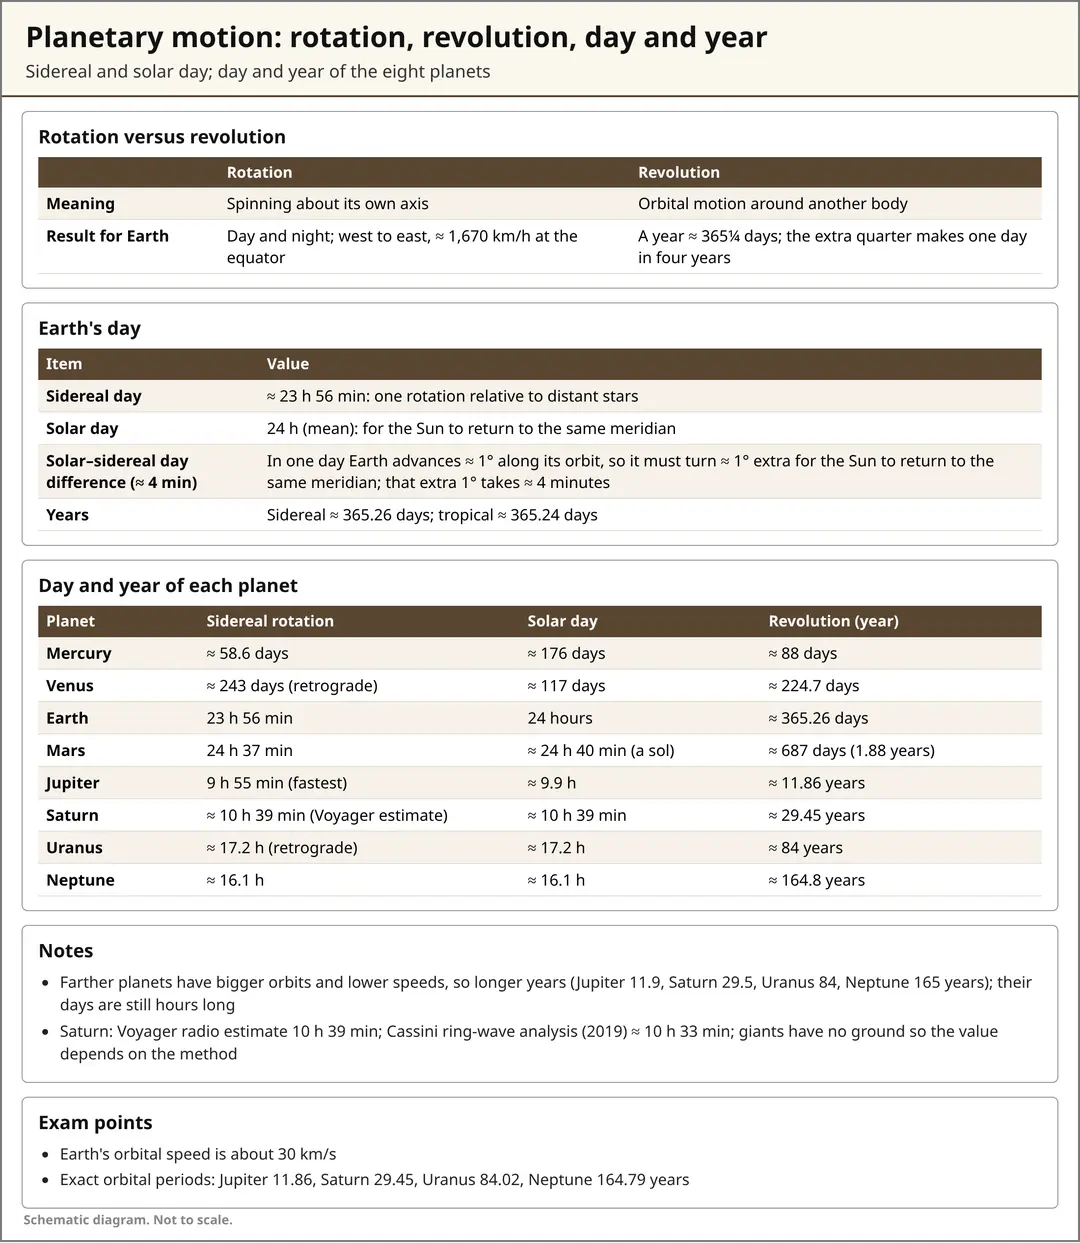 Planetary motion: rotation, revolution, day and year
Sidereal and solar day; day and year of the eight planets
Rotation versus revolution
Rotation Revolution
Meaning Spinning about its own axis Orbital motion around another body
Result for Earth Day and night; west to east, ≈ 1,670 km/h at the equator A year ≈ 365¼ days; the extra quarter makes one day in four years
Earth's day
Item Value
Sidereal day ≈ 23 h 56 min: one rotation relative to distant stars
Solar day 24 h (mean): for the Sun to return to the same meridian
Solar–sidereal day difference (≈ 4 min) In one day Earth advances ≈ 1° along its orbit, so it must turn ≈ 1° extra for the Sun to return to the same meridian; that extra 1° takes ≈ 4 minutes
Years Sidereal ≈ 365.26 days; tropical ≈ 365.24 days
Day and year of each planet
Planet Sidereal rotation Solar day Revolution (year)
Mercury ≈ 58.6 days ≈ 176 days ≈ 88 days
Venus ≈ 243 days (retrograde) ≈ 117 days ≈ 224.7 days
Earth 23 h 56 min 24 hours ≈ 365.26 days
Mars 24 h 37 min ≈ 24 h 40 min (a sol) ≈ 687 days (1.88 years)
Jupiter 9 h 55 min (fastest) ≈ 9.9 h ≈ 11.86 years
Saturn ≈ 10 h 39 min (Voyager estimate) ≈ 10 h 39 min ≈ 29.45 years
Uranus ≈ 17.2 h (retrograde) ≈ 17.2 h ≈ 84 years
Neptune ≈ 16.1 h ≈ 16.1 h ≈ 164.8 years
Notes
• Farther planets have bigger orbits and lower speeds, so longer years (Jupiter 11.9, Saturn 29.5, Uranus 84, Neptune 165 years); their
days are still hours long
• Saturn: Voyager radio estimate 10 h 39 min; Cassini ring-wave analysis (2019) ≈ 10 h 33 min; giants have no ground so the value
depends on the method
Exam points
• Earth's orbital speed is about 30 km/s
• Exact orbital periods: Jupiter 11.86, Saturn 29.45, Uranus 84.02, Neptune 164.79 years
Schematic diagram. Not to scale.